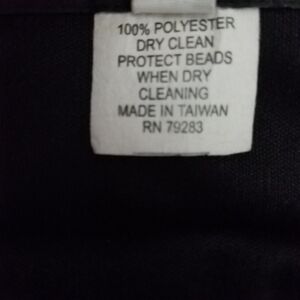 100% POLYESTER
DRY CLEAN
PROTECT BEADS
WHEN DRY
CLEANING
MADE IN TAIWAN
RN 79283